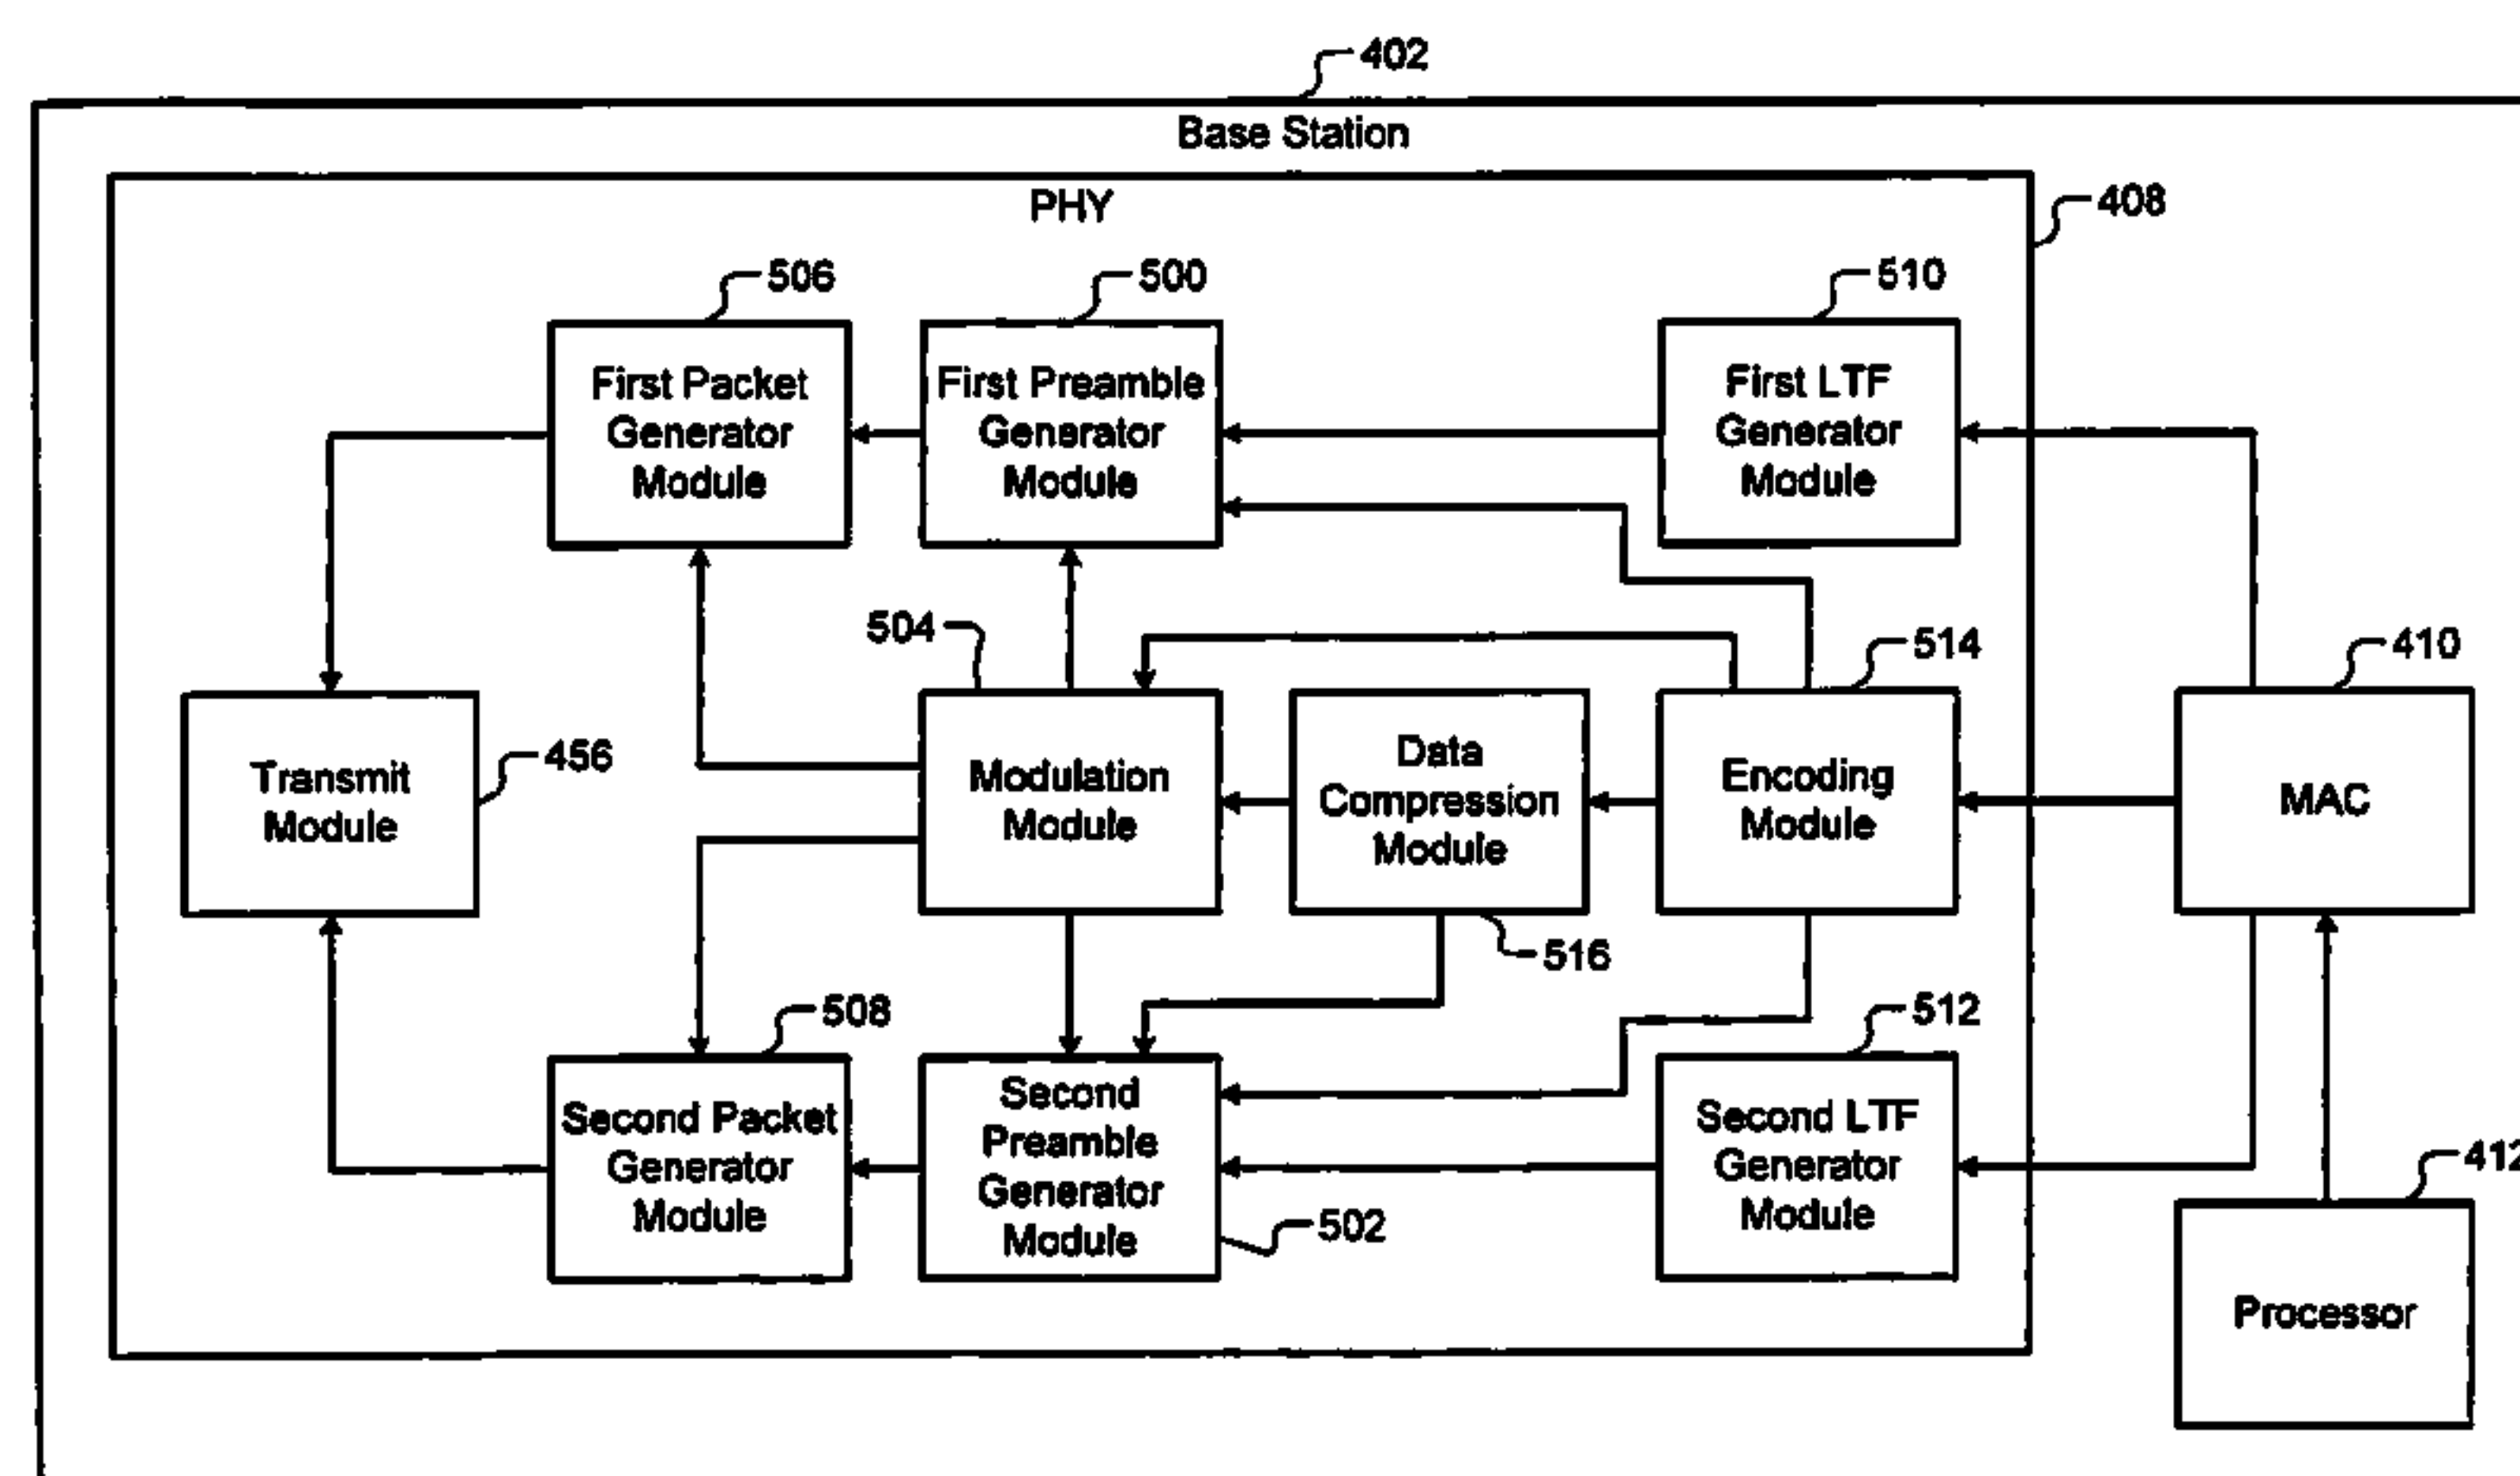 402
Base Station
PHY
408
506
500
510
First Packet
Generator
Module
First Preamble
Generator
Module
First LTF
Generator
Module
504
514
410
Transmit
Module
456
Modulation
Module
Data
Compression
Module
Encoding
Module
MAC
516
508
512
Second Packet
Generator
Module
Second
Preamble
Generator
Module
502
Second LTF
Generator
Module
412
Processor